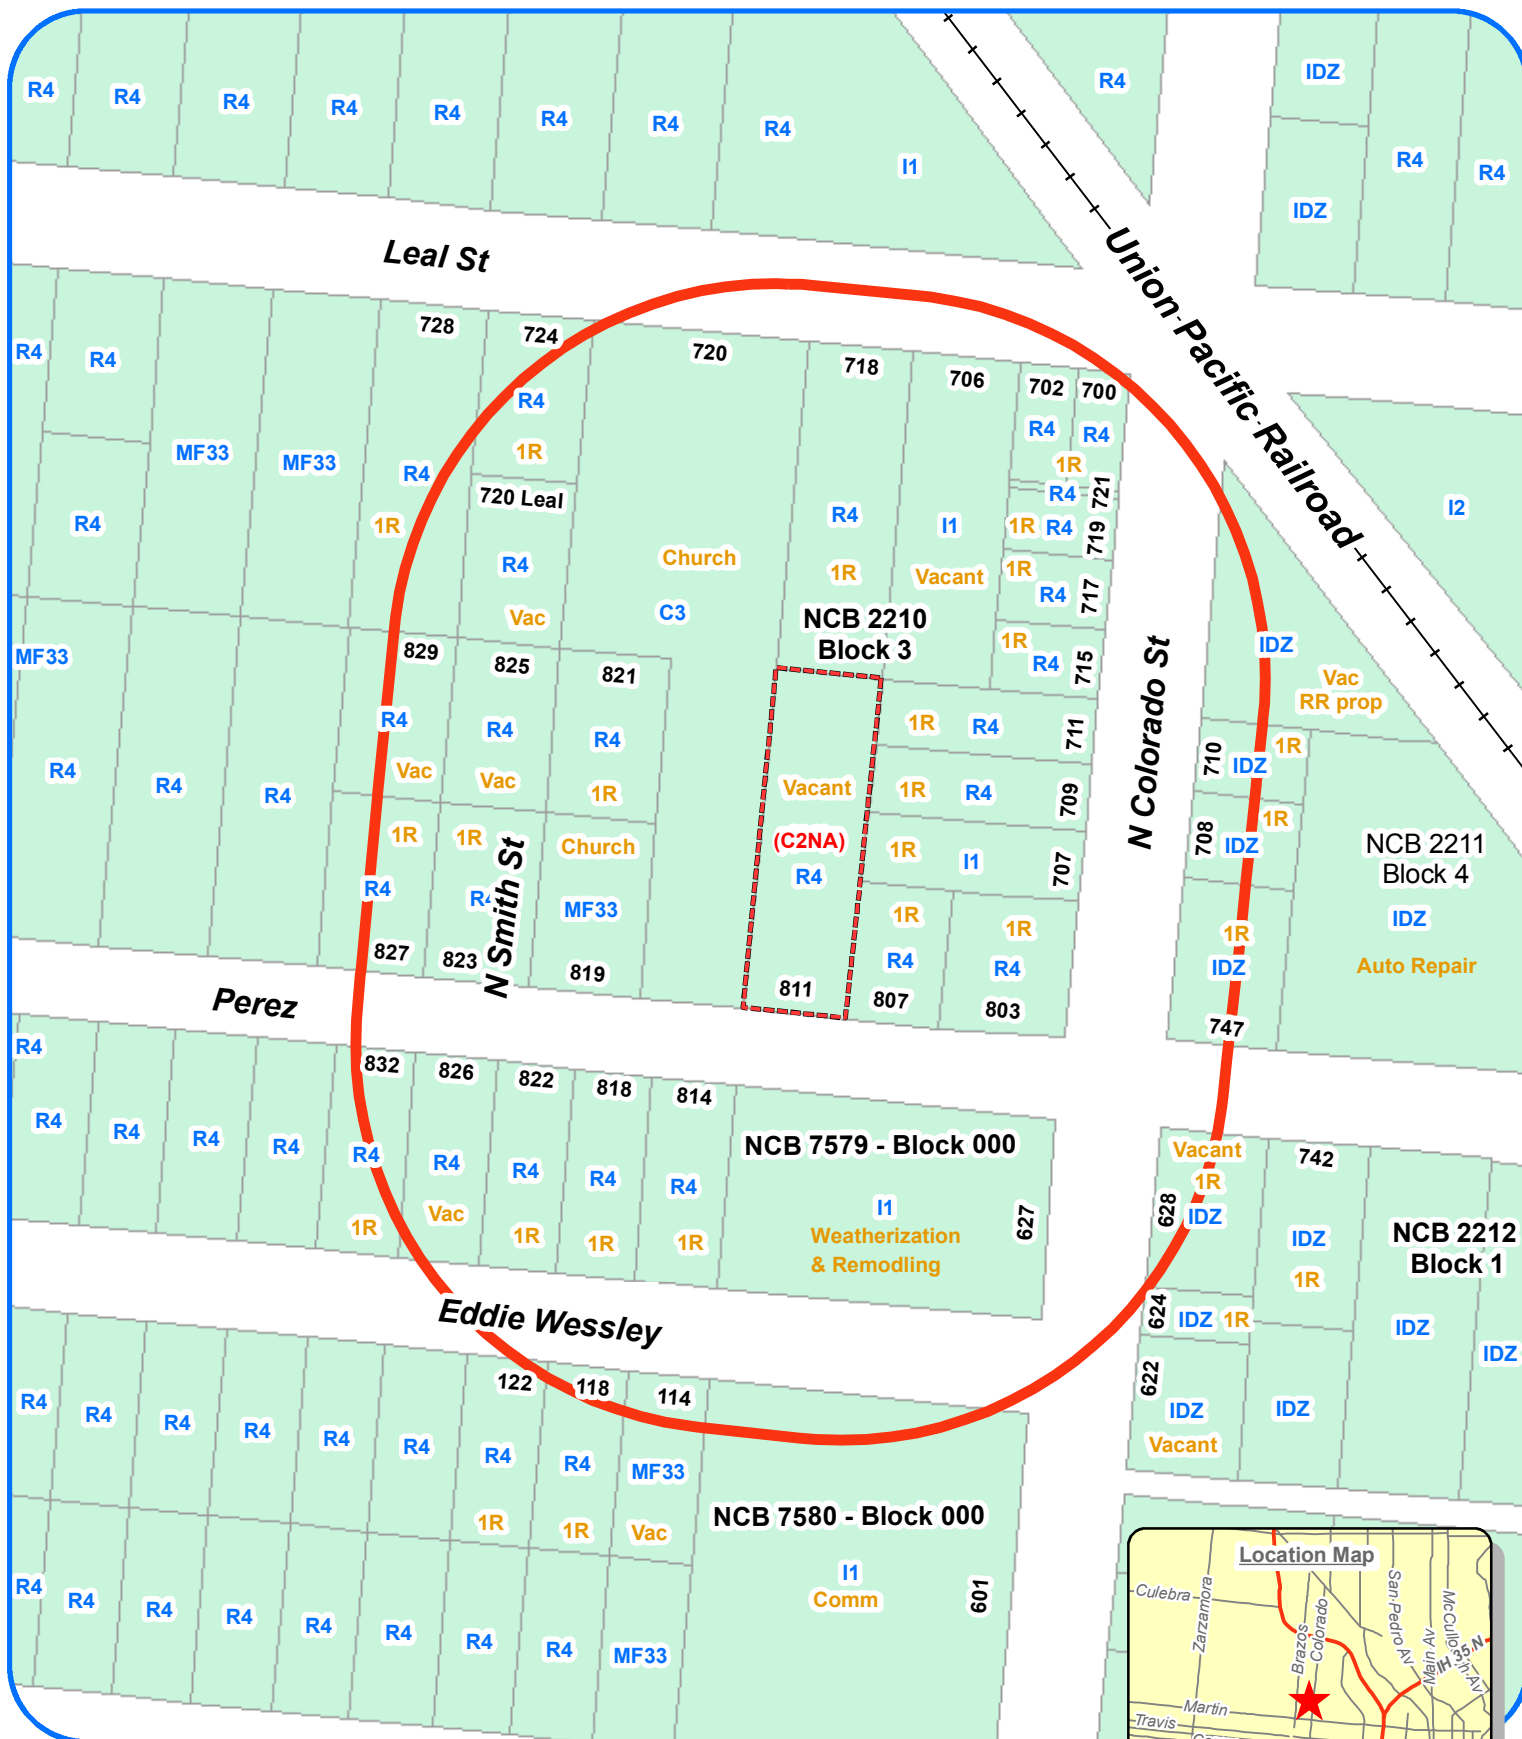 R4
R4
R4
R4
R4
R4
R4
R4
I1
R4
IDZ
IDZ
R4
R4
Leal St
Union Pacific Railroad
728
724
720
718
706
702
700
R4
R4
R4
MF33
MF33
R4
1R
R4
1R
720 Leal
R4
Vac
Church
C3
R4
1R
I1
Vacant
R4
R4
1R
R4
721
1R
R4
719
1R
R4
717
1R
R4
715
NCB 2210
Block 3
I2
N Colorado St
MF33
R4
R4
R4
829
825
821
R4
Vac
R4
Vac
R4
1R
1R
R4
827
1R
R4
823
N Smith St
Church
MF33
819
Vacant
(C2NA)
R4
811
1R
R4
711
1R
R4
709
1R
I1
707
1R
R4
807
1R
R4
803
IDZ
Vac
RR prop
710
IDZ
1R
708
IDZ
1R
1R
IDZ
747
NCB 2211
Block 4
IDZ
Auto Repair
Perez
R4
R4
R4
R4
R4
832
826
822
818
814
R4
1R
R4
Vac
R4
1R
R4
1R
R4
1R
NCB 7579 - Block 000
I1
Weatherization
& Remodling
627
Vacant
1R
IDZ
628
742
IDZ
1R
NCB 2212
Block 1
IDZ
IDZ
624
IDZ
1R
622
IDZ
Vacant
IDZ
Eddie Wessley
122
118
114
R4
R4
R4
R4
R4
R4
R4
R4
MF33
1R
1R
Vac
NCB 7580 - Block 000
I1
Comm
601
R4
R4
R4
R4
R4
R4
R4
R4
MF33
Location Map
Culebra
Zarzamora
Brazos
Colorado
San Pedro Av
Main Av
IH 35 N
Martin
Travis